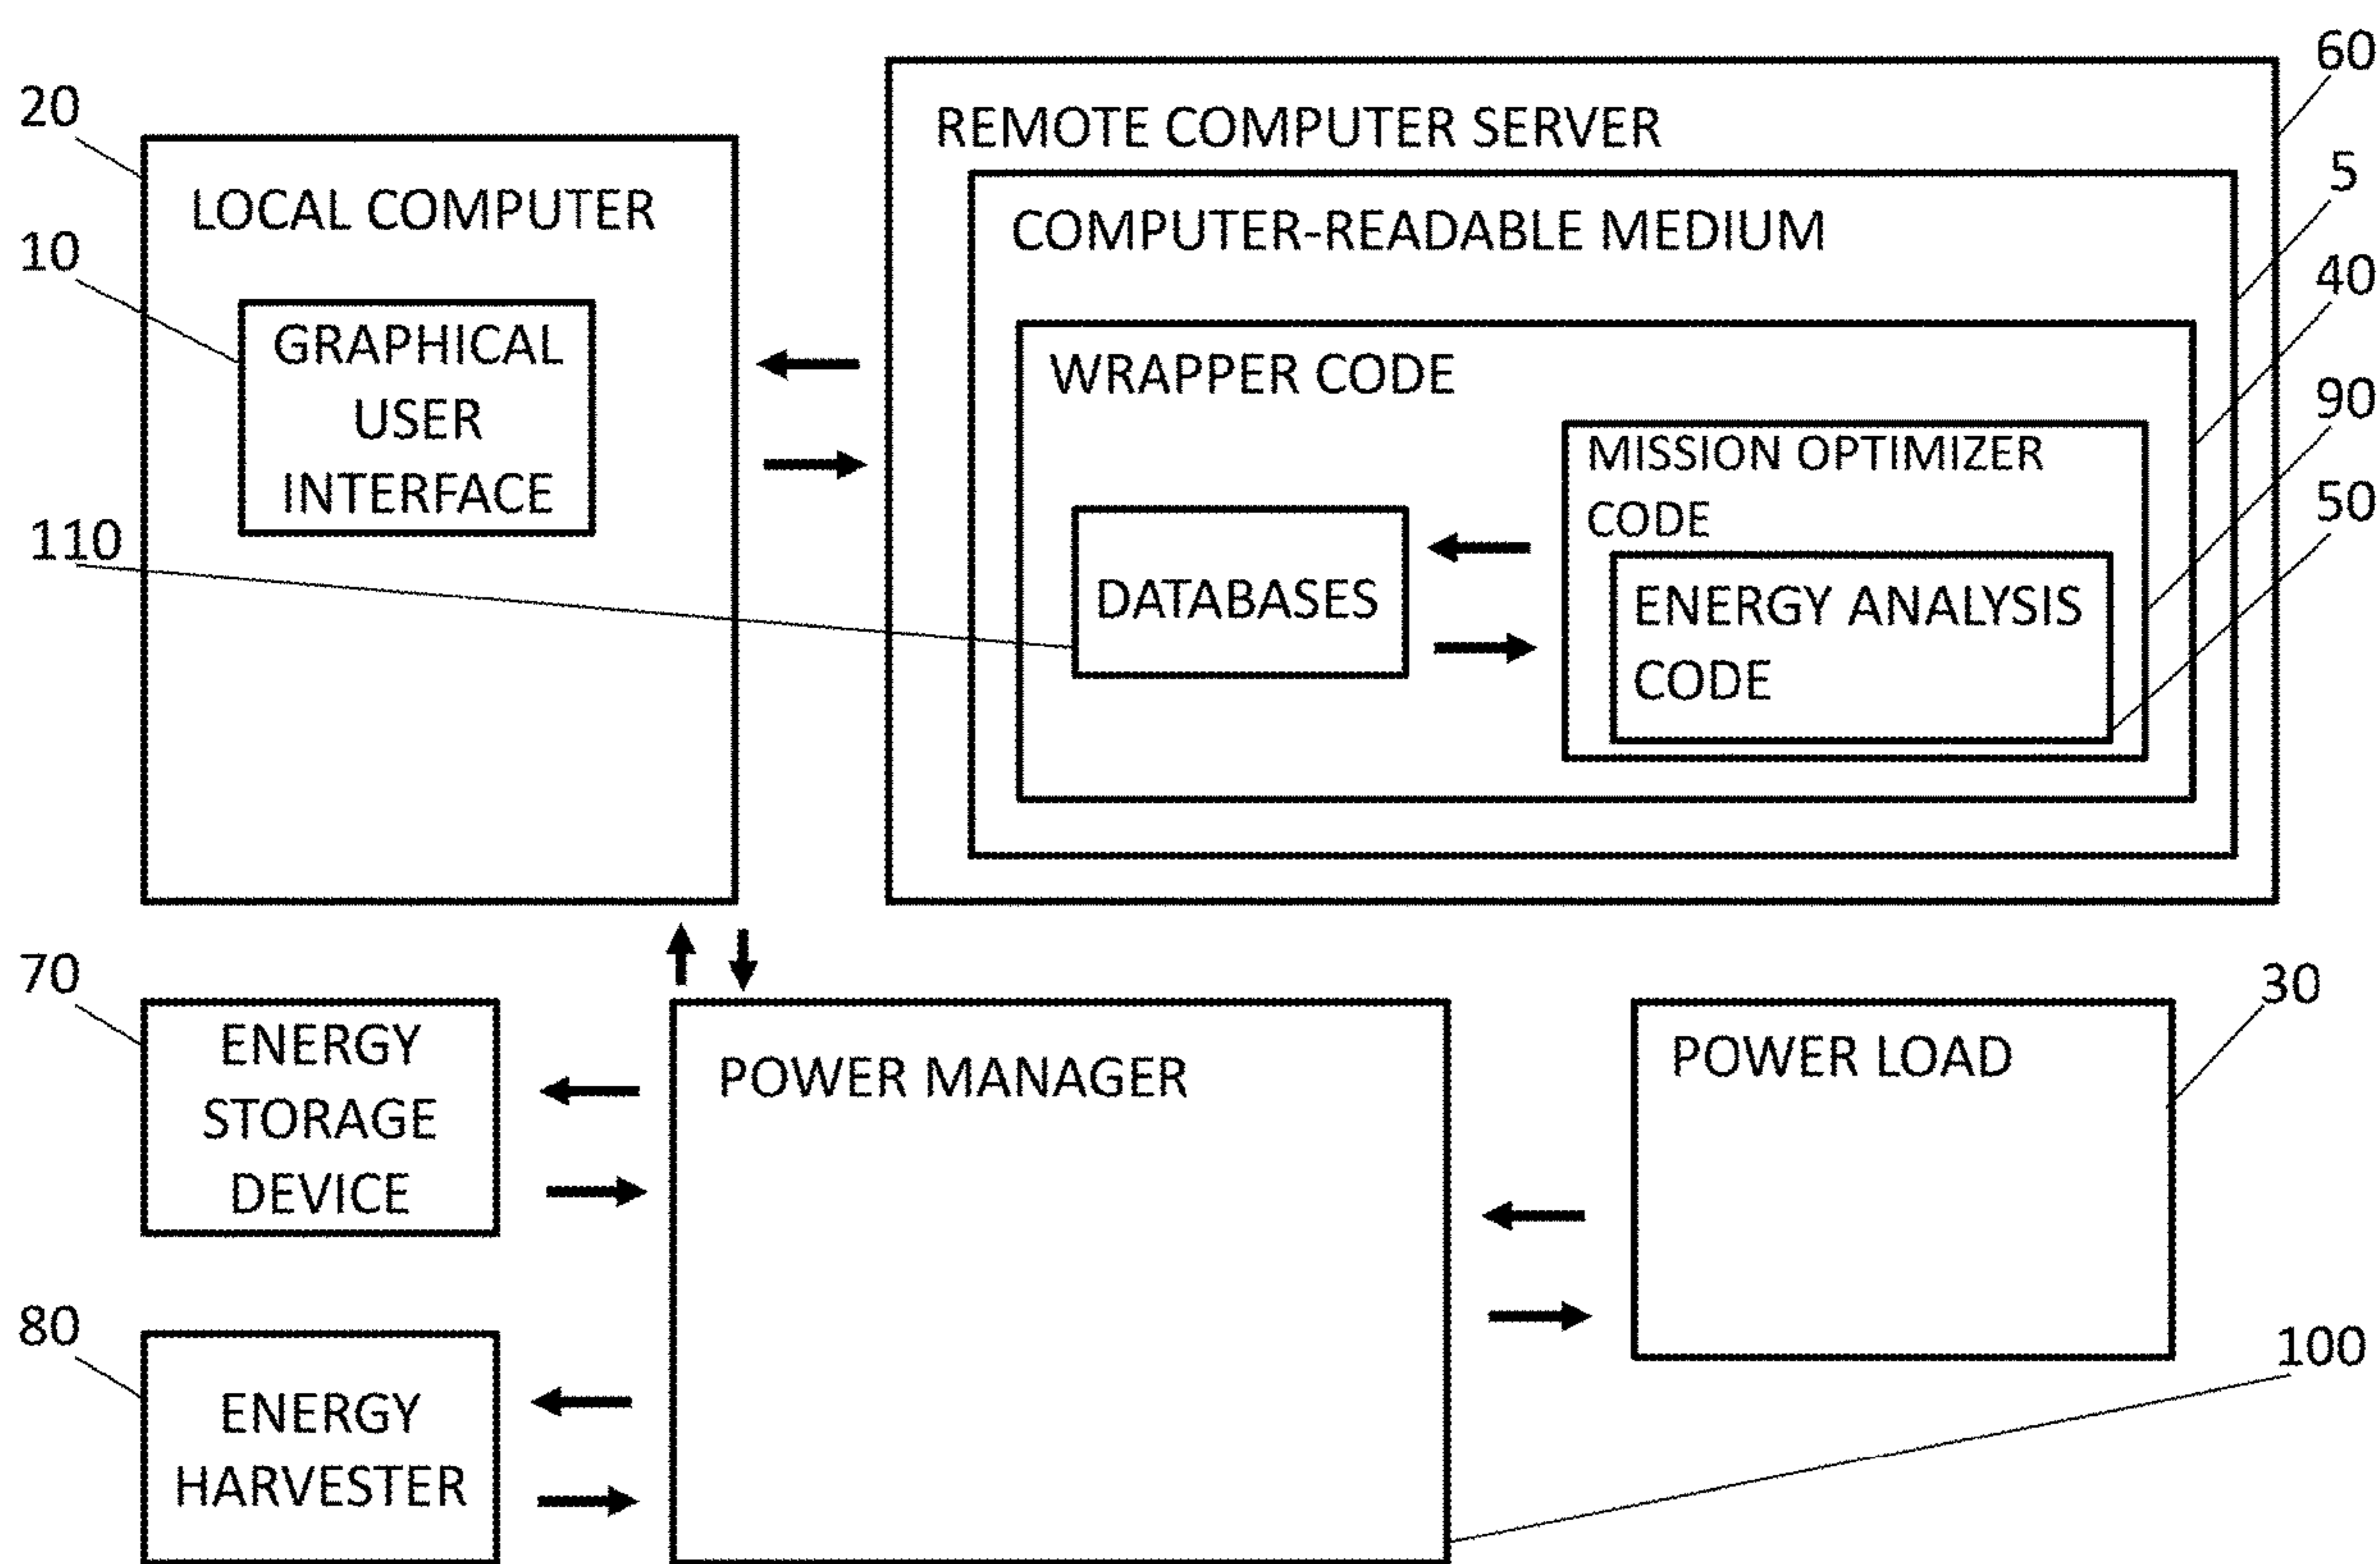 60
20
REMOTE COMPUTER SERVER
5
LOCAL COMPUTER
COMPUTER-READABLE MEDIUM
10
40
GRAPHICAL
USER
INTERFACE
WRAPPER CODE
90
MISSION OPTIMIZER
CODE
50
110
DATABASES
ENERGY ANALYSIS
CODE
70
30
ENERGY
STORAGE
DEVICE
POWER MANAGER
POWER LOAD
80
100
ENERGY
HARVESTER